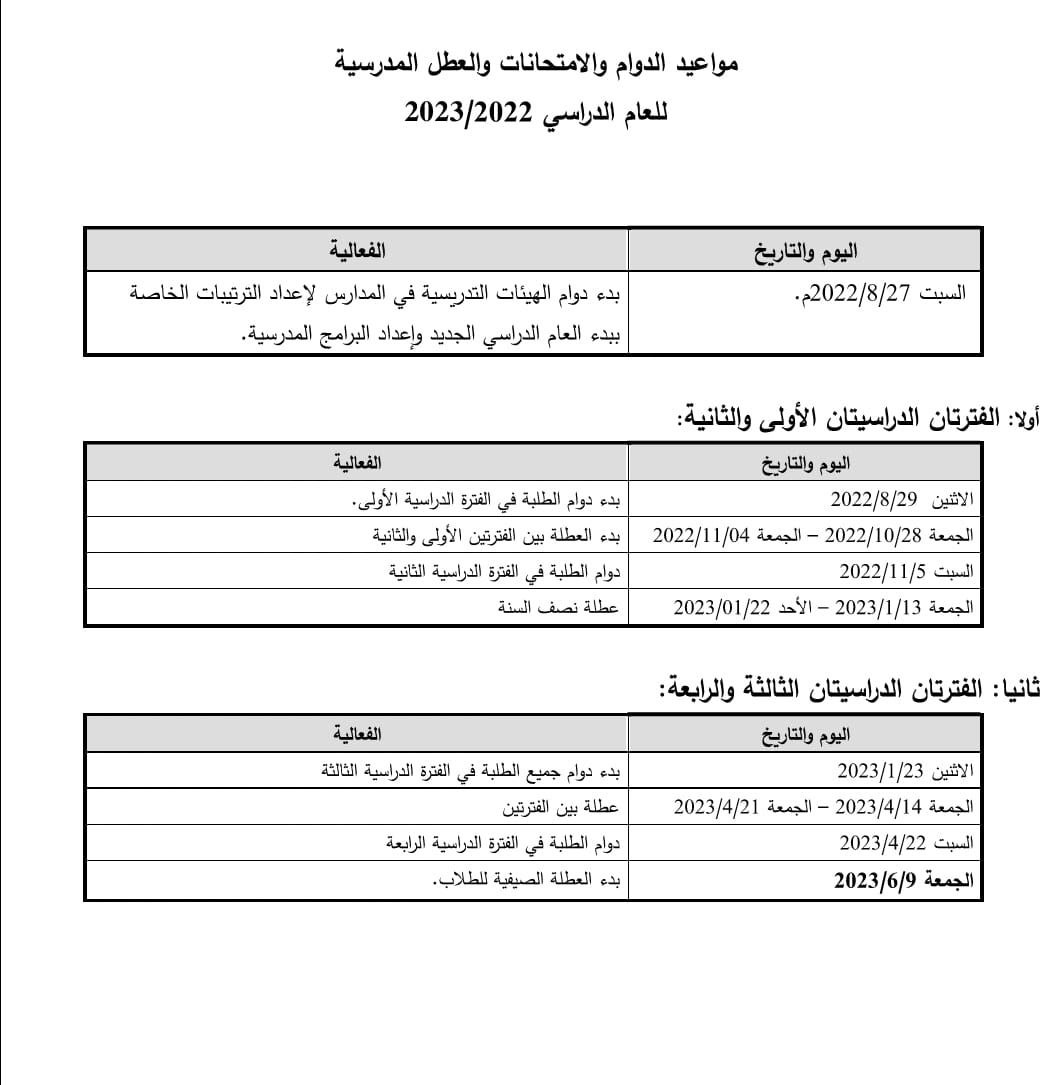 مواعيد الدوام والامتحانات والعطل المدرسية
للعام الدراسي 2023/2022
اليوم والتاريخ الفعالية
السبت 2022/8/27م. بدء دوام الهيئات التدريسية في المدارس لإعداد الترتيبات الخاصة
ببدء العام الدراسي الجديد وإعداد البرامج المدرسية.
أولا: الفترتان الدراسيتان الأولى والثانية:
اليوم والتاريخ الفعالية
الاثنين 2022/8/29 بدء دوام الطلبة في الفترة الدراسية الأولى.
الجمعة 2022/10/28 – الجمعة 2022/11/04 بدء العطلة بين الفترتين الأولى والثانية
السبت 2022/11/5 دوام الطلبة في الفترة الدراسية الثانية
الجمعة 2023/1/13 – الأحد 2023/01/22 عطلة نصف السنة
ثانيا: الفترتان الدراسيتان الثالثة والرابعة:
اليوم والتاريخ الفعالية
الاثنين 2023/1/23 بدء دوام جميع الطلبة في الفترة الدراسية الثالثة
الجمعة 2023/4/14 – الجمعة 2023/4/21 عطلة بين الفترتين
السبت 2023/4/22 دوام الطلبة في الفترة الدراسية الرابعة
الجمعة 2023/6/9 بدء العطلة الصيفية للطلاب.